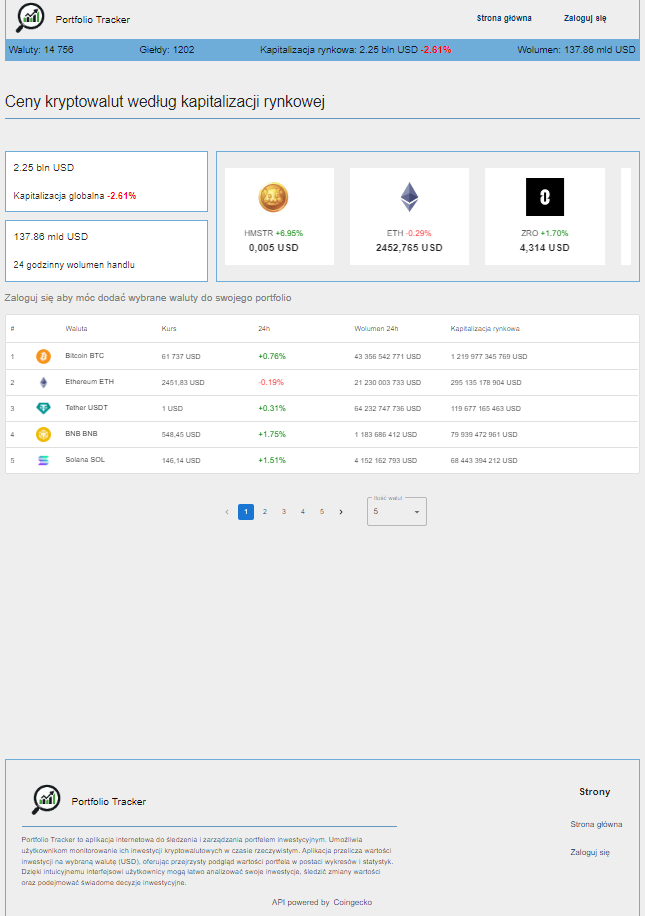 Portfolio Tracker Strona główna Zaloguj się
Waluty: 14 756 Giełdy: 1202 Kapitalizacja rynkowa: 2.25 bln USD -2.61% Wolumen: 137.86 mld USD
Ceny kryptowalut według kapitalizacji rynkowej
2.25 bln USD
Kapitalizacja globalna -2.61%
137.86 mld USD
24 godzinny wolumen handlu
HMSTR +6.95%
0,005 USD
ETH -0.29%
2452,765 USD
ZRO +1.70%
4,314 USD
Zaloguj się aby móc dodać wybrane waluty do swojego portfolio
# Waluta Kurs 24h Wolumen 24h Kapitalizacja rynkowa
1 Bitcoin BTC 61 737 USD +0.76% 43 356 542 771 USD 1 219 977 345 769 USD
2 Ethereum ETH 2451,83 USD -0.19% 21 230 003 733 USD 295 135 178 904 USD
3 Tether USDT 1 USD +0.31% 64 232 747 736 USD 119 677 165 463 USD
4 BNB BNB 548,45 USD +1.75% 1 183 686 412 USD 79 939 472 961 USD
5 Solana SOL 146,14 USD +1.51% 4 152 162 793 USD 68 443 394 212 USD
Ilość walut
‹ 1 2 3 4 5 › 5
Portfolio Tracker
Portfolio Tracker to aplikacja internetowa do śledzenia i zarządzania portfelem inwestycyjnym. Umożliwia
użytkownikom monitorowanie ich inwestycji kryptowalutowych w czasie rzeczywistym. Aplikacja przelicza wartości
inwestycji na wybraną walutę (USD), oferując przejrzysty podgląd wartości portfela w postaci wykresów i statystyk.
Dzięki intuicyjnemu interfejsowi użytkownicy mogą łatwo analizować swoje inwestycje, śledzić zmiany wartości
oraz podejmować świadome decyzje inwestycyjne.
Strony
Strona główna
Zaloguj się
API powered by Coingecko